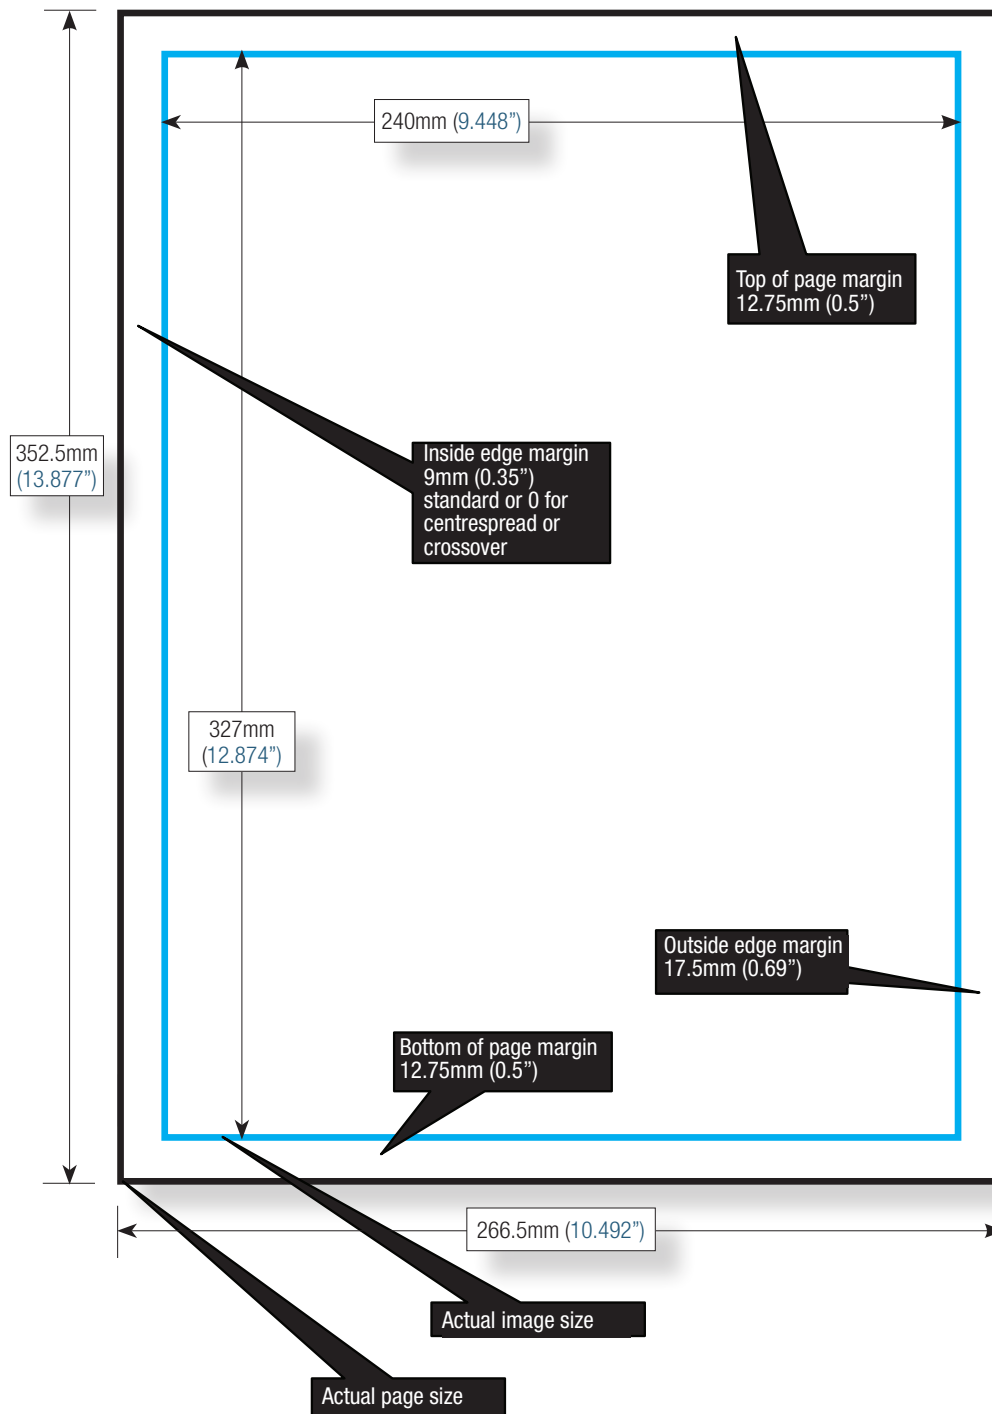 240mm (9.448”)
Top of page margin
12.75mm (0.5”)
352.5mm
(13.877”)
Inside edge margin
9mm (0.35”)
standard or 0 for
centrespread or
crossover
327mm
(12.874”)
Outside edge margin
17.5mm (0.69”)
Bottom of page margin
12.75mm (0.5”)
266.5mm (10.492”)
Actual image size
Actual page size